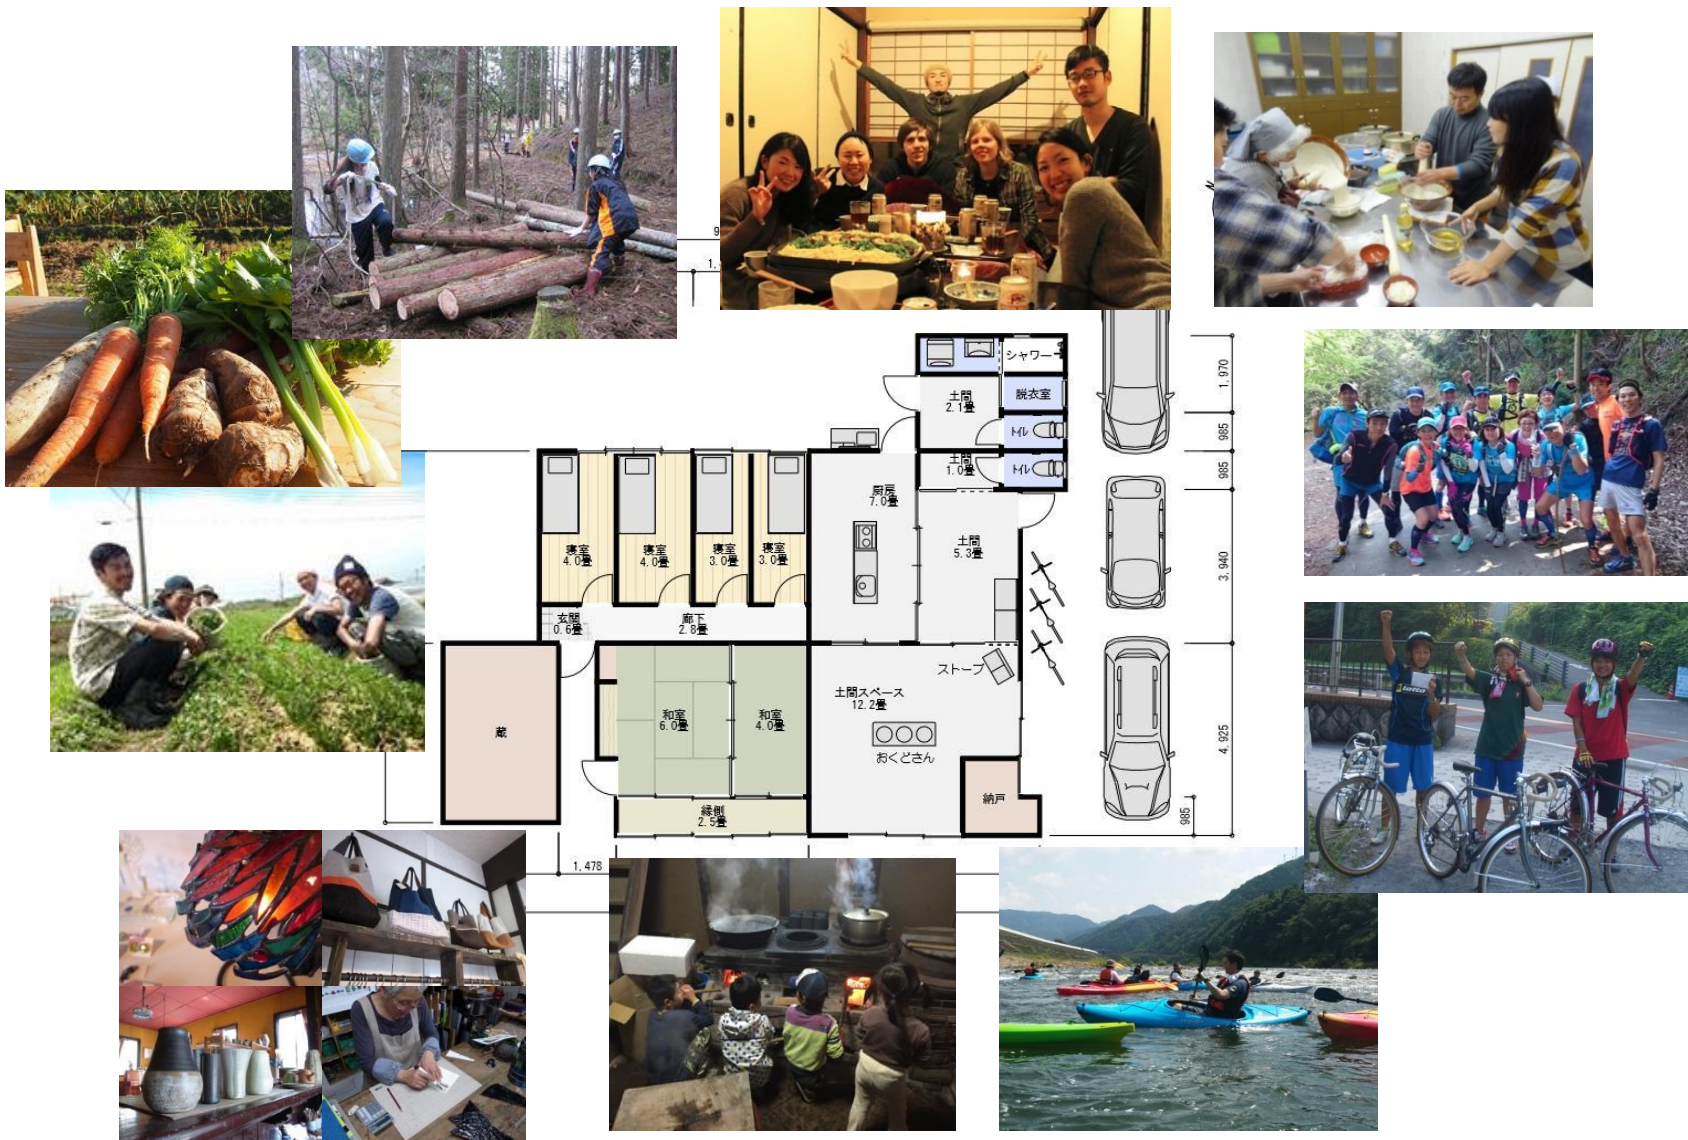 シャワー
1,970
土間
2.1畳
脱衣室
トイレ
985
土間
1.0畳
トイレ
985
厨房
7.0畳
寝室
4.0畳
寝室
4.0畳
寝室
3.0畳
寝室
3.0畳
土間
5.3畳
3,940
玄関
0.6畳
廊下
2.8畳
ストーブ
土間スペース
12.2畳
和室
6.0畳
和室
4.0畳
蔵
おくどさん
4,925
納戸
縁側
2.5畳
985
1,478